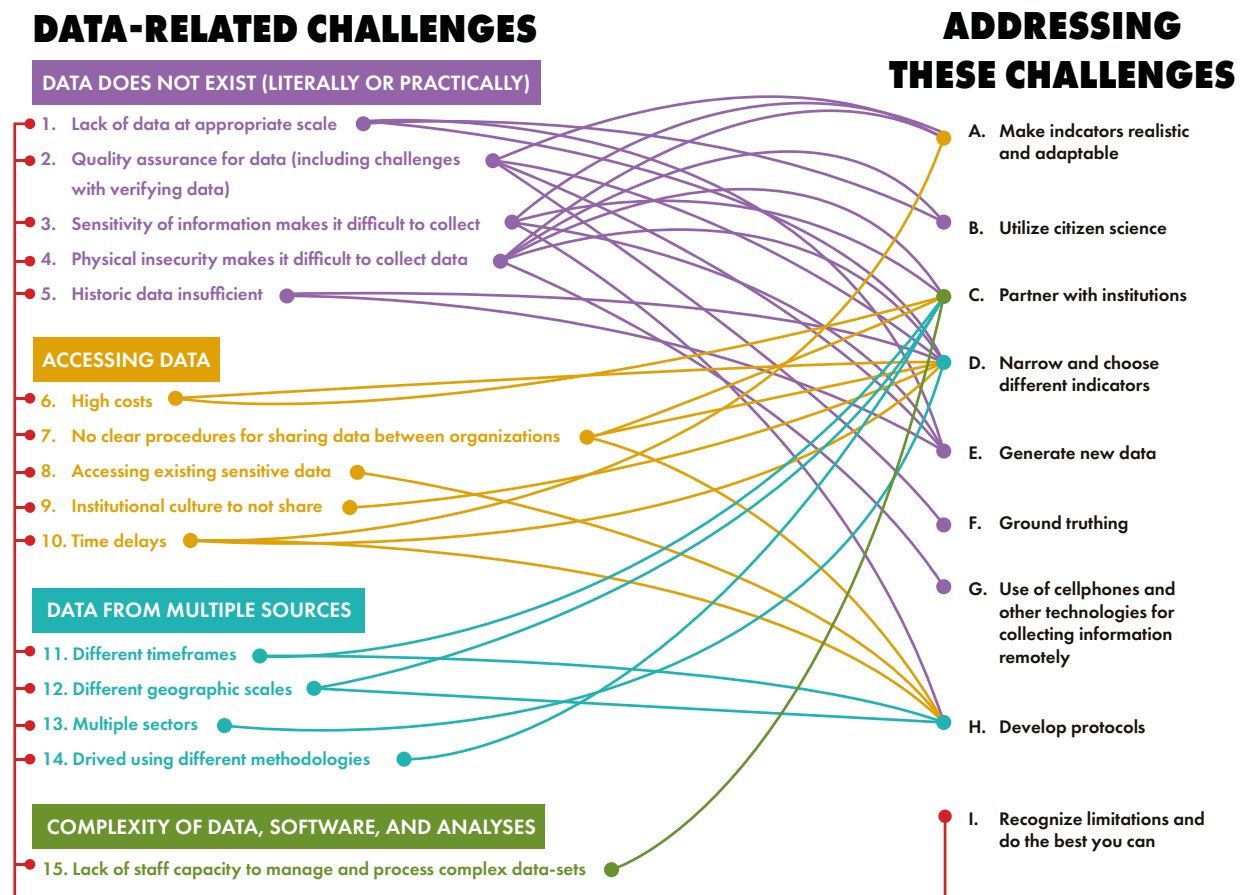 DATA-RELATED CHALLENGES
DATA DOES NOT EXIST (LITERALLY OR PRACTICALLY)
1. Lack of data at appropriate scale
2. Quality assurance for data (including challenges
with verifying data)
3. Sensitivity of information makes it difficult to collect
4. Physical insecurity makes it difficult to collect data
5. Historic data insufficient
ACCESSING DATA
6. High costs
7. No clear procedures for sharing data between organizations
8. Accessing existing sensitive data
9. Institutional culture to not share
10. Time delays
DATA FROM MULTIPLE SOURCES
11. Different timeframes
12. Different geographic scales
13. Multiple sectors
14. Drived using different methodologies
COMPLEXITY OF DATA, SOFTWARE, AND ANALYSES
15. Lack of staff capacity to manage and process complex data-sets
ADDRESSING
THESE CHALLENGES
A. Make indcators realistic
and adaptable
B. Utilize citizen science
C. Partner with institutions
D. Narrow and choose
different indicators
E. Generate new data
F. Ground truthing
G. Use of cellphones and
other technologies for
collecting information
remotely
H. Develop protocols
I. Recognize limitations and
do the best you can